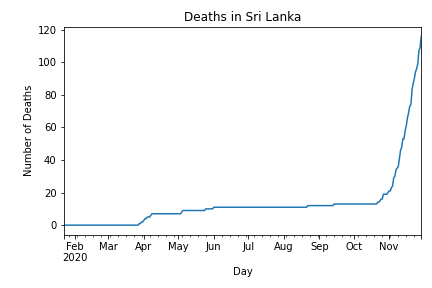 Deaths in Sri Lanka
120
100
80
60
40
20
0
Number of Deaths
Feb Mar Apr May Jun Jul Aug Sep Oct Nov
2020
Day